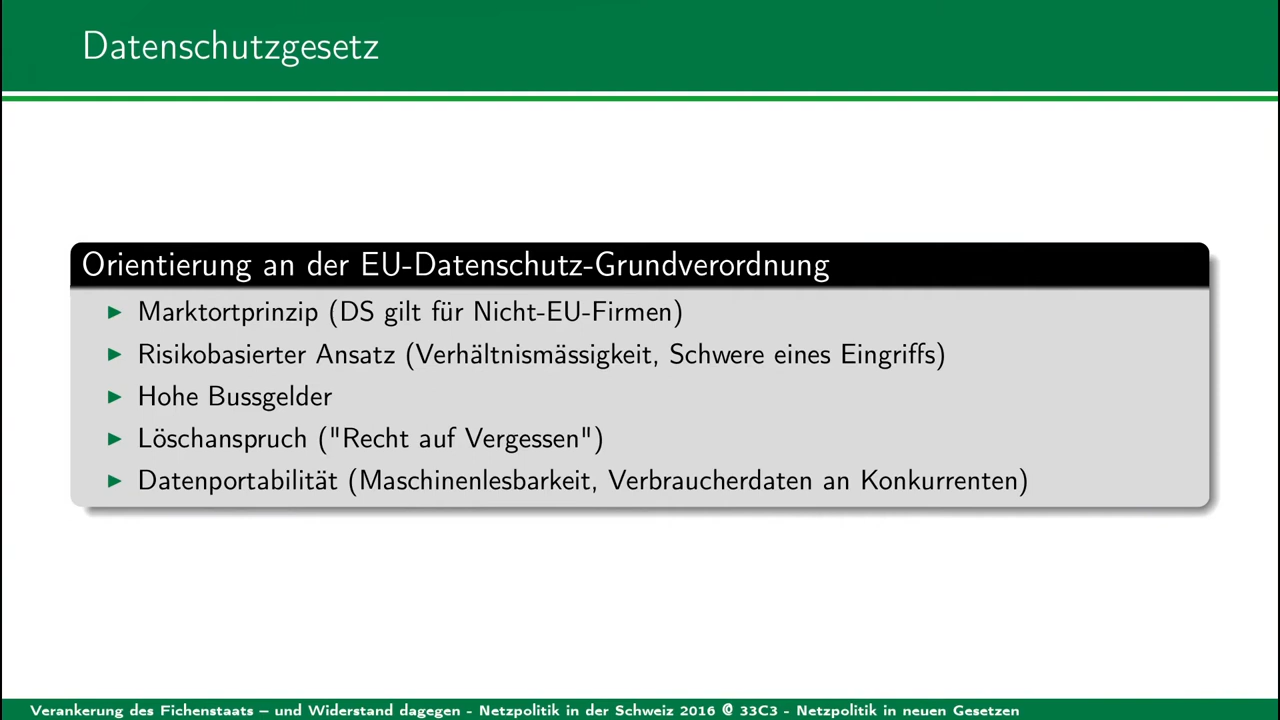 Datenschutzgesetz
Orientierung an der EU-Datenschutz-Grundverordnung
Marktortprinzip (DS gilt für Nicht-EU-Firmen)
Risikobasierter Ansatz (Verhältnismässigkeit, Schwere eines Eingriffs)
Hohe Bussgelder
Löschanspruch ("Recht auf Vergessen")
Datenportabilität (Maschinenlesbarkeit, Verbraucherdaten an Konkurrenten)
Verankerung des Fichenstaats – und Widerstand dagegen - Netzpolitik in der Schweiz 2016 @ 33C3 - Netzpolitik in neuen Gesetzen